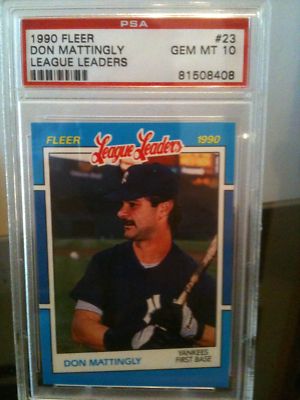 PSA
1990 FLEER #23
DON MATTINGLY GEM MT 10
LEAGUE LEADERS
81508408
FLEER League Leaders 1990
NY
DON MATTINGLY YANKEES
FIRST BASE